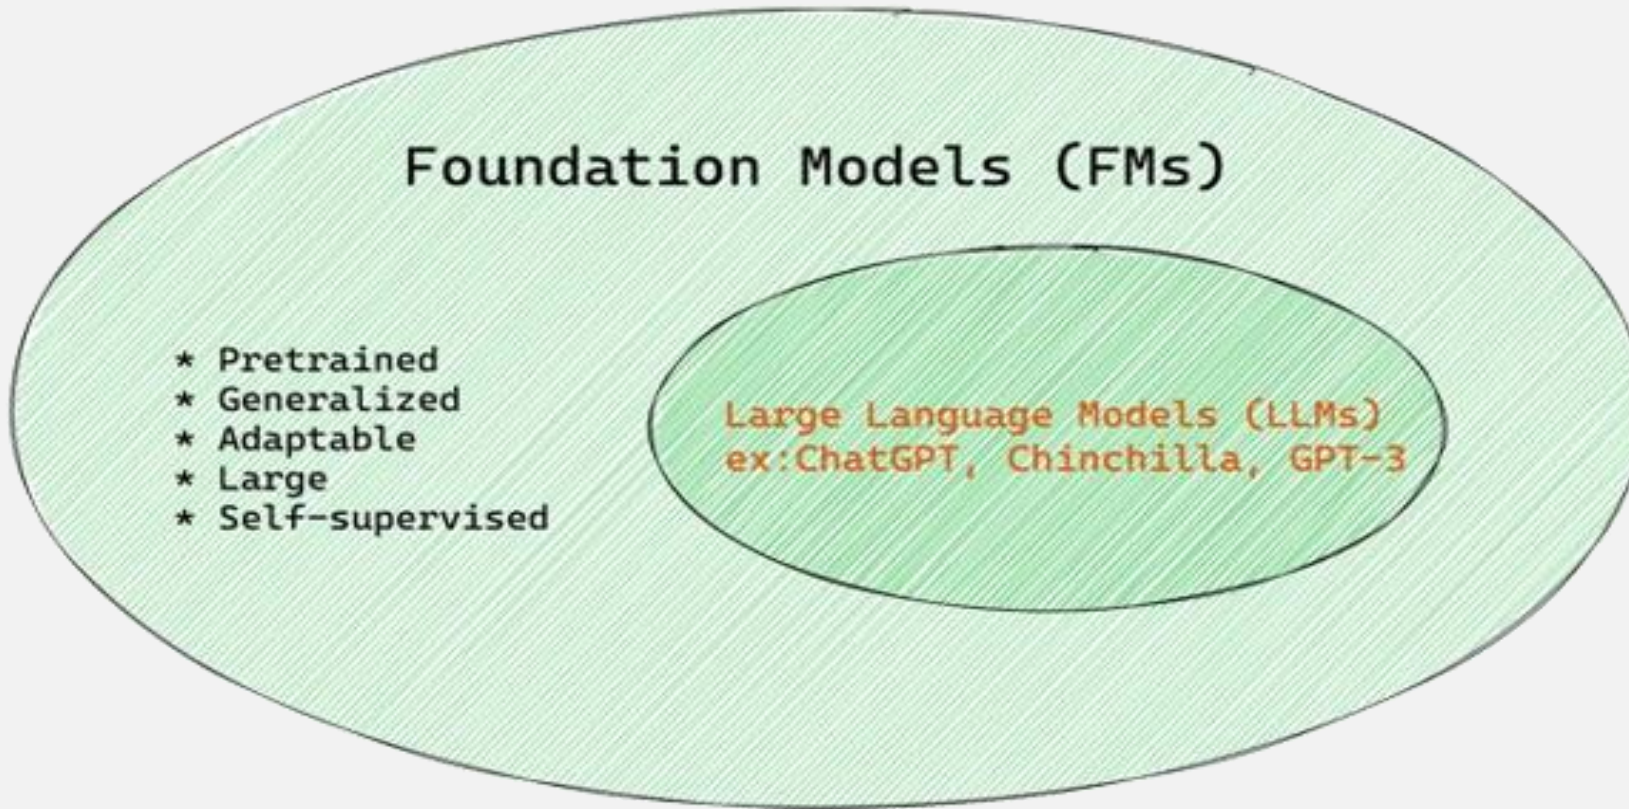 Foundation Models (FMs)
* Pretrained
* Generalized
* Adaptable
* Large
* Self-supervised
Large Language Models (LLMs)
ex:ChatGPT, Chinchilla, GPT-3